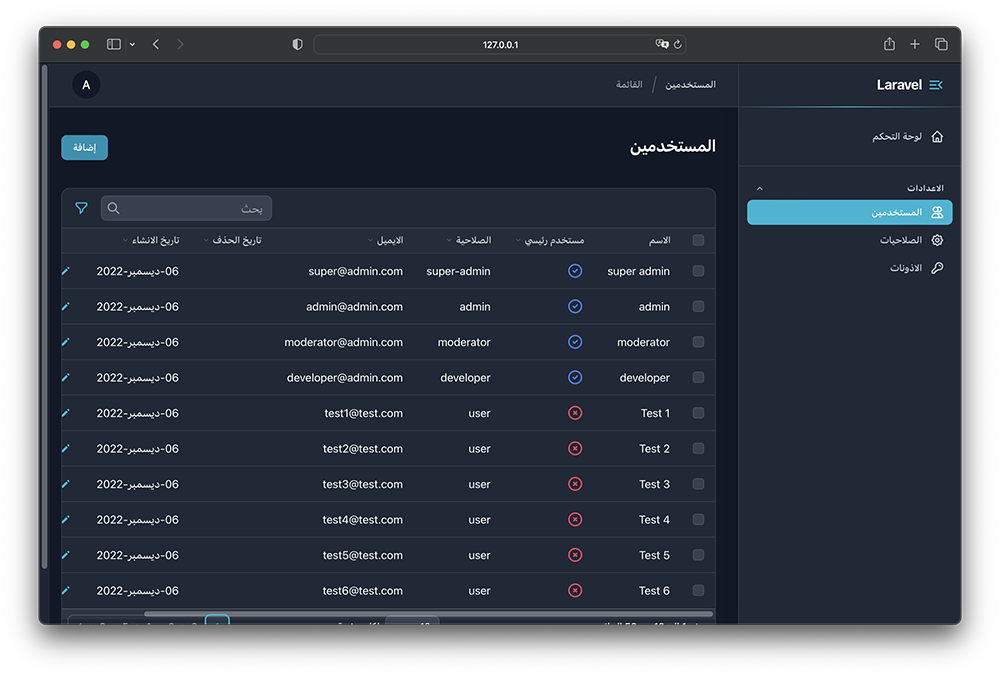 127.0.0.1
Laravel
المستخدمين / القائمة
A
لوحة التحكم
الاعدادات
المستخدمين
الصلاحيات
الاذونات
المستخدمين
إضافة
بحث
الاسم مستخدم رئيسي الصلاحية الايميل تاريخ الحذف تاريخ الانشاء
super admin super-admin super@admin.com 06-ديسمبر-2022
admin admin admin@admin.com 06-ديسمبر-2022
moderator moderator moderator@admin.com 06-ديسمبر-2022
developer developer developer@admin.com 06-ديسمبر-2022
Test 1 user test1@test.com 06-ديسمبر-2022
Test 2 user test2@test.com 06-ديسمبر-2022
Test 3 user test3@test.com 06-ديسمبر-2022
Test 4 user test4@test.com 06-ديسمبر-2022
Test 5 user test5@test.com 06-ديسمبر-2022
Test 6 user test6@test.com 06-ديسمبر-2022